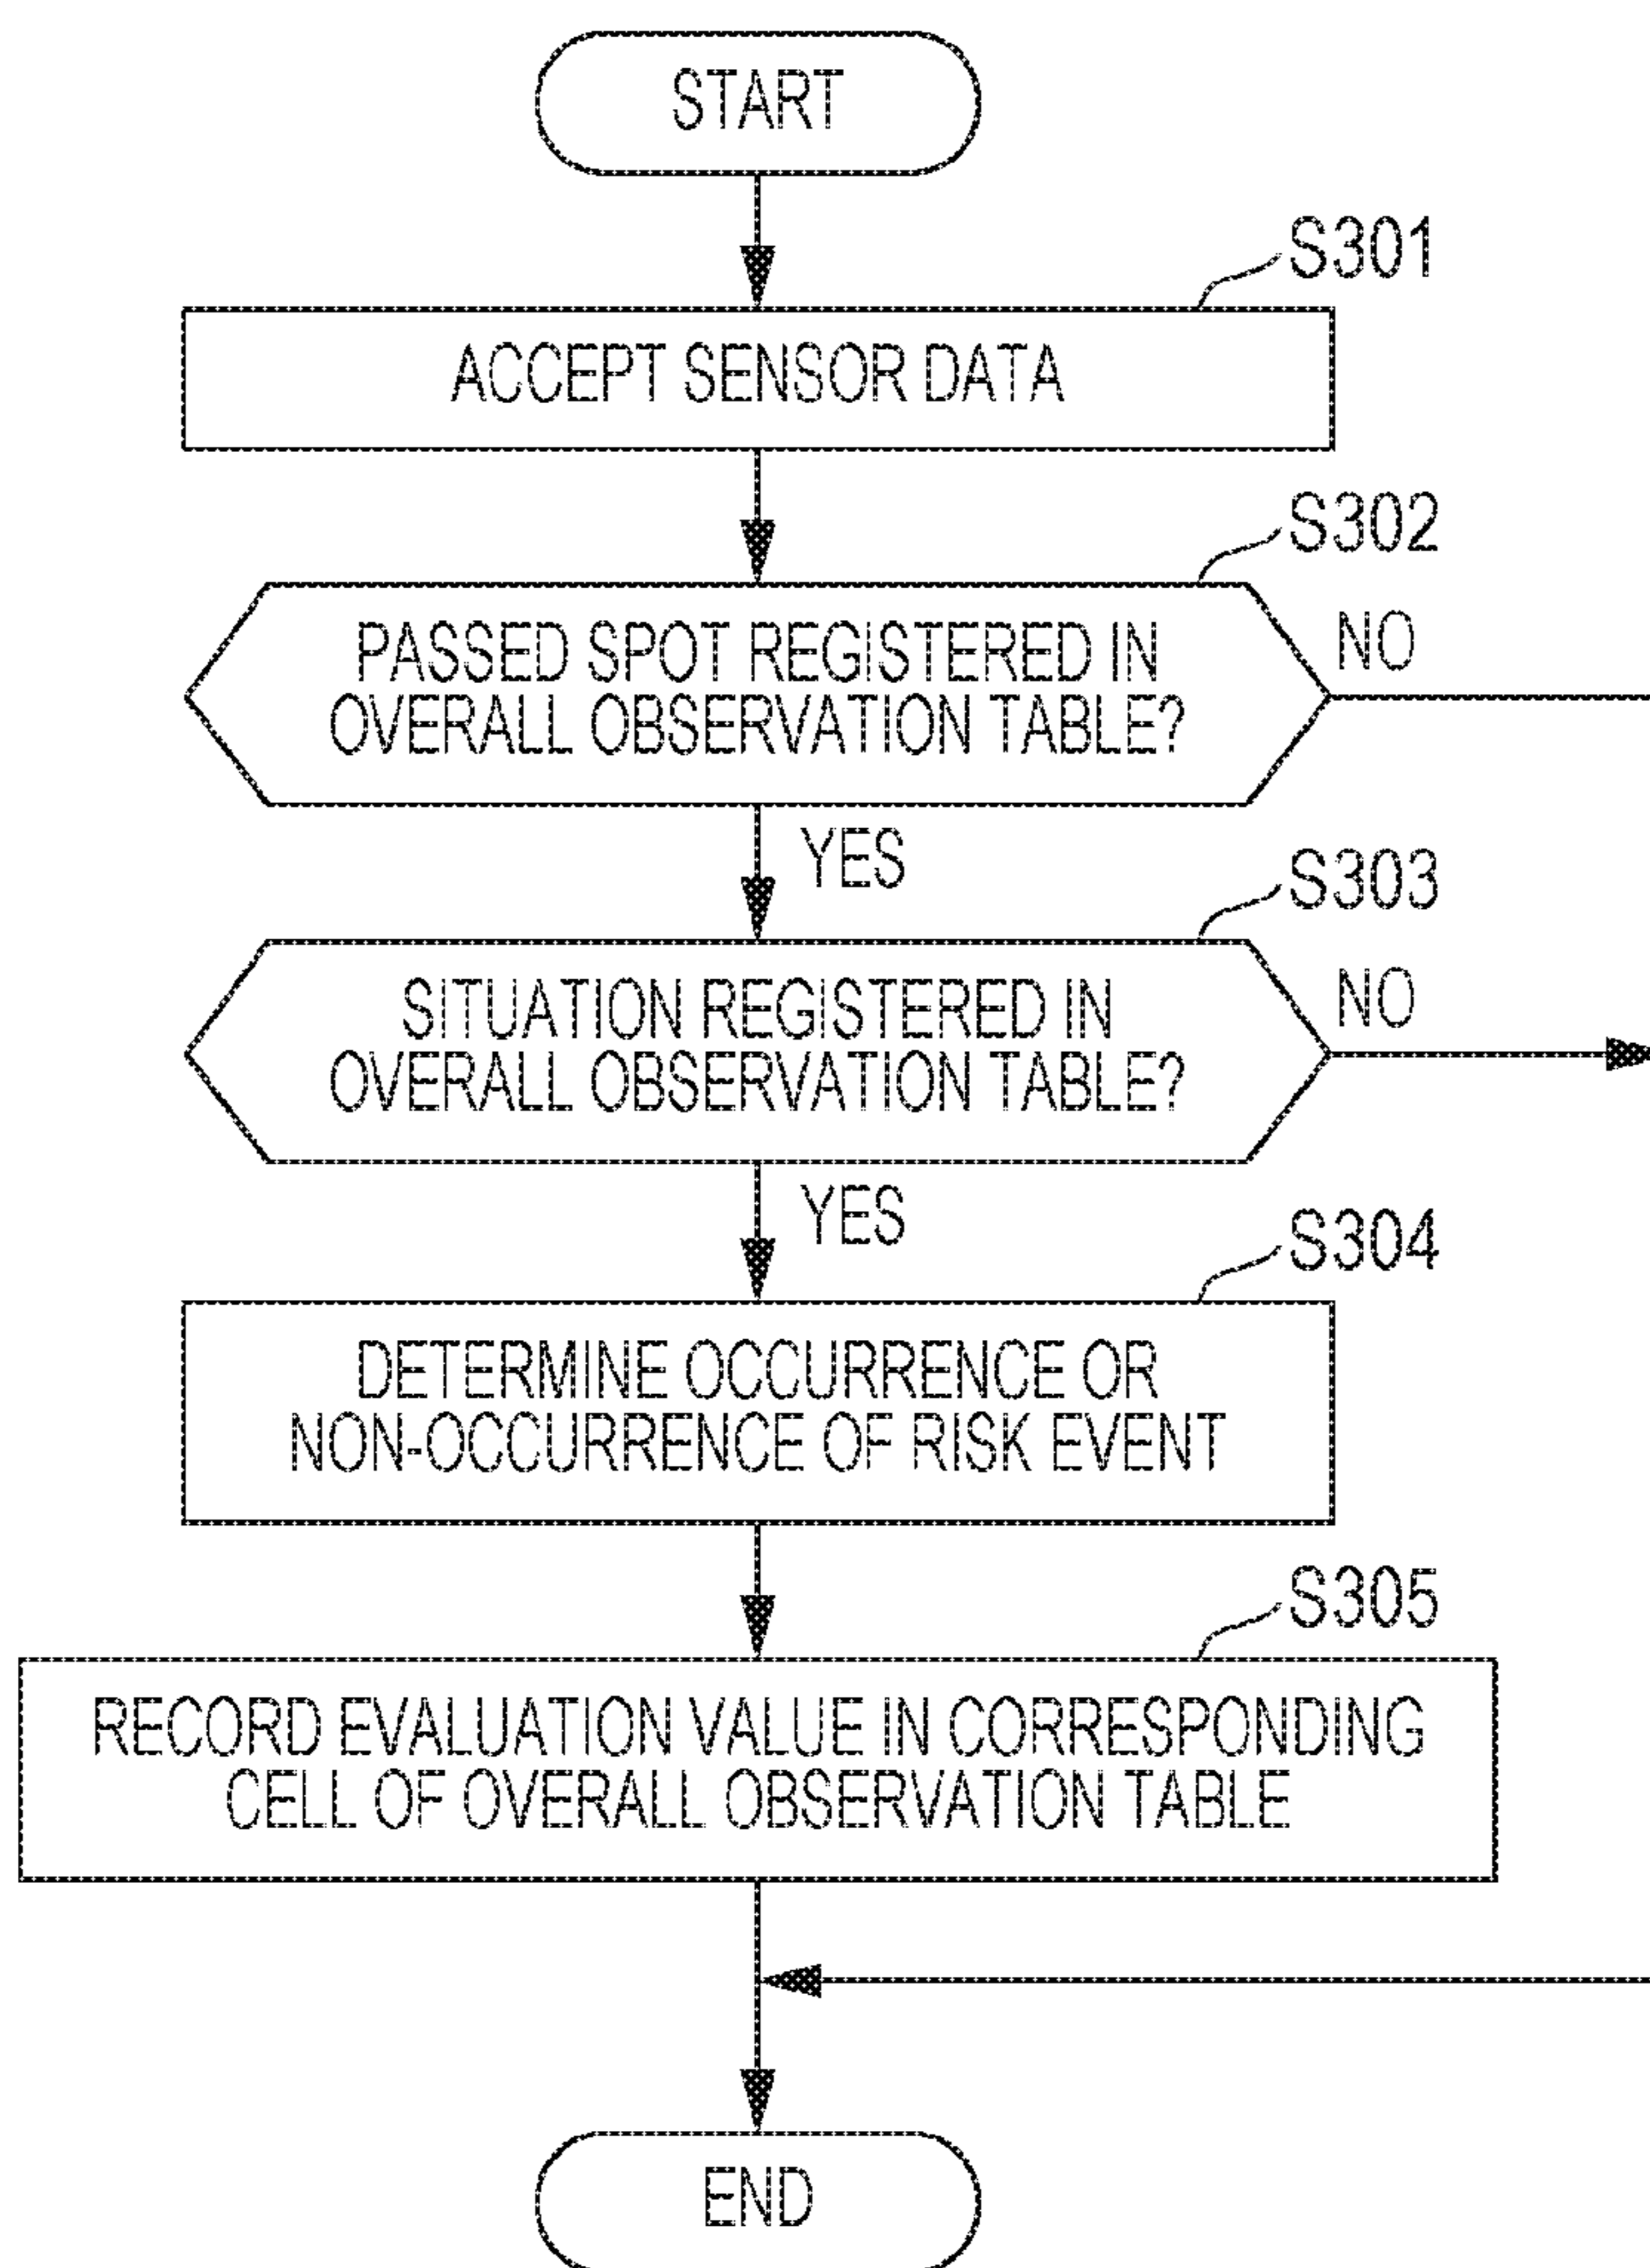 START
S301
ACCEPT SENSOR DATA
S302
PASSED SPOT REGISTERED IN
OVERALL OBSERVATION TABLE?
NO
YES
S303
SITUATION REGISTERED IN
OVERALL OBSERVATION TABLE?
NO
YES
S304
DETERMINE OCCURRENCE OR
NON-OCCURRENCE OF RISK EVENT
S305
RECORD EVALUATION VALUE IN CORRESPONDING
CELL OF OVERALL OBSERVATION TABLE
END